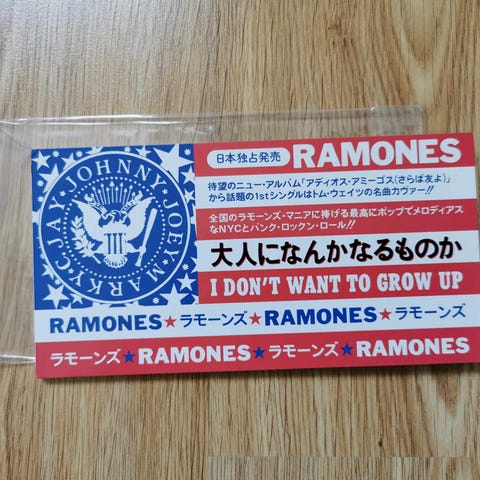 JOHNNY JOEY MARKY C.JAY
日本独占発売
RAMONES
待望のニュー・アルバム「アディオス・アミーゴス(さらば友よ)」
から話題の1stシングルはトム・ウェイツの名曲カヴァー!!
全国のラモーンズ・マニアに捧げる最高にポップでメロディアス
なNYCとパンク・ロックン・ロール!!
大人になんかなるものか
I DON'T WANT TO GROW UP
RAMONES★ラモーンズ★RAMONES★ラモーンズ
ラモーンズ★RAMONES★ラモーンズ★RAMONES